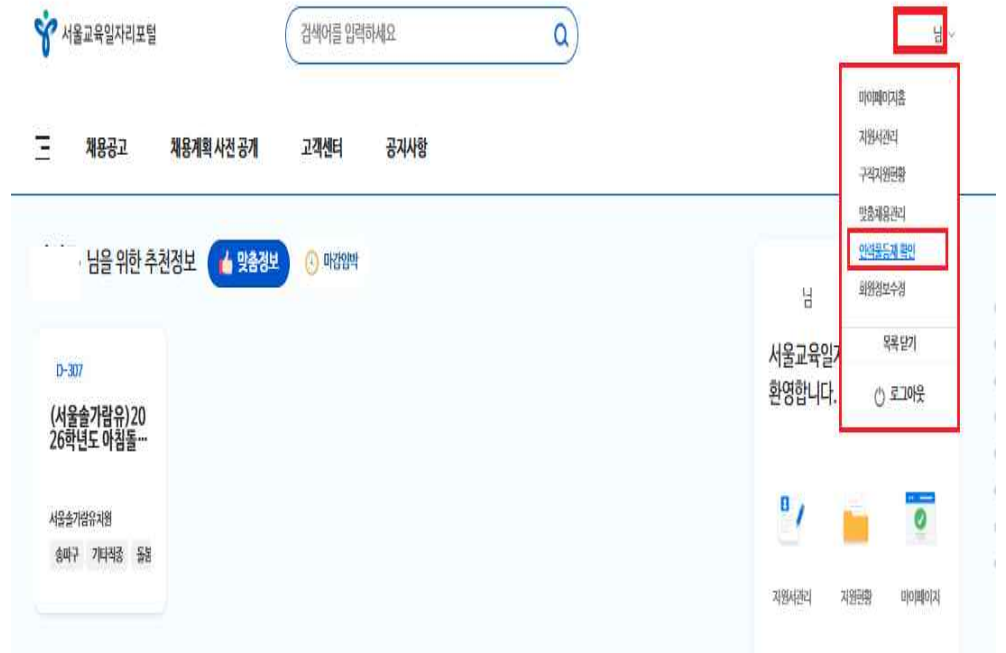 서울교육일자리포털
검색어를 입력하세요
님
채용공고 채용계획 사전 공개 고객센터 공지사항
마이페이지홈
지원서관리
구직지원현황
맞춤채용관리
인력풀등재 확인
회원정보수정
목록 닫기
로그아웃
님을 위한 추천정보 맞춤정보 마감임박
D-307
(서울솔가람유)20
26학년도 아침돌…
서울솔가람유치원
송파구 기타직종 돌봄
님
서울교육일자
환영합니다.
지원서관리 지원현황 마이페이지